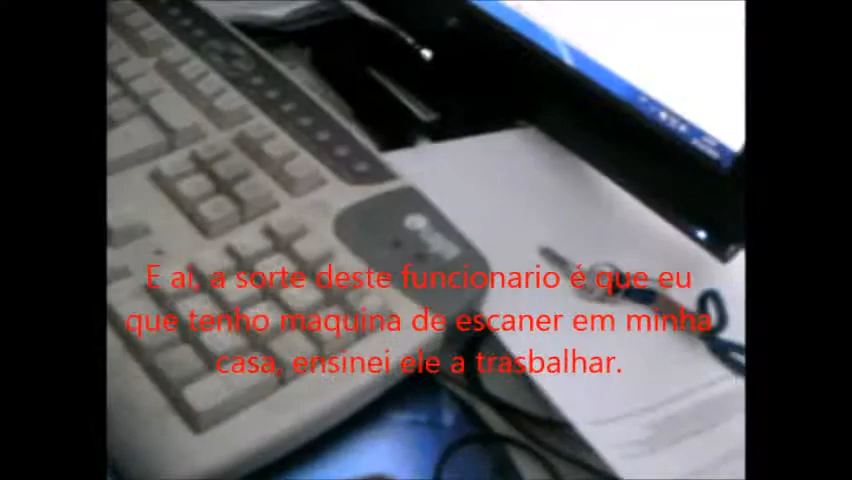 E ai, a sorte deste funcionario é que eu
que tenho maquina de escaner em minha
casa, ensinei ele a trasbalhar.